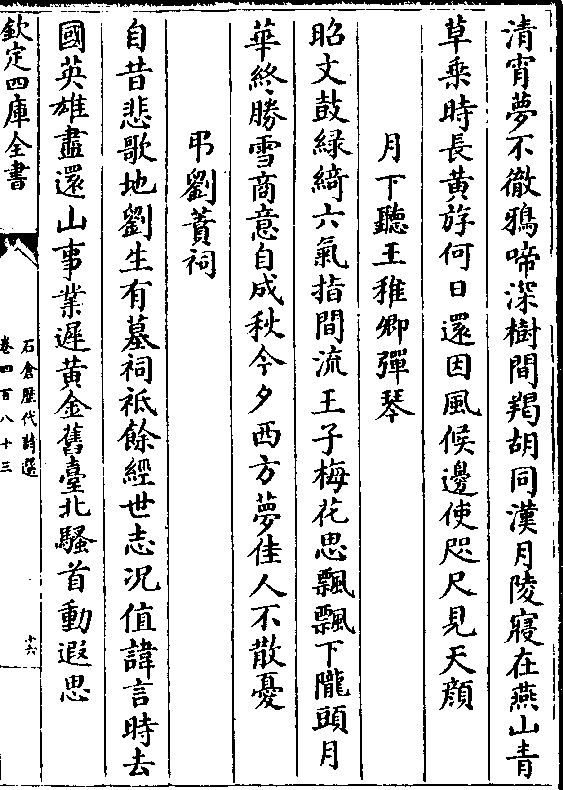 清宵夢不徹鴉啼深樹間羯胡同漢月陵寢在燕山青
草乘時長黄斿何日還因風候邊使咫尺見天顔
月下聽王稚卿彈琴
昭文鼓緑綺六氣指間流王子梅花思飄飄下隴頭月
華終勝雪商意自成秋今夕西方夢佳人不散憂
弔劉蕡祠
自昔悲歌地劉生有墓祠祗餘經世志况值諱言時去
國英雄盡還山事業遲黄金舊臺北騷首動遐思
欽定四庫全書
石倉歷代詩選
卷四百八十三
十六